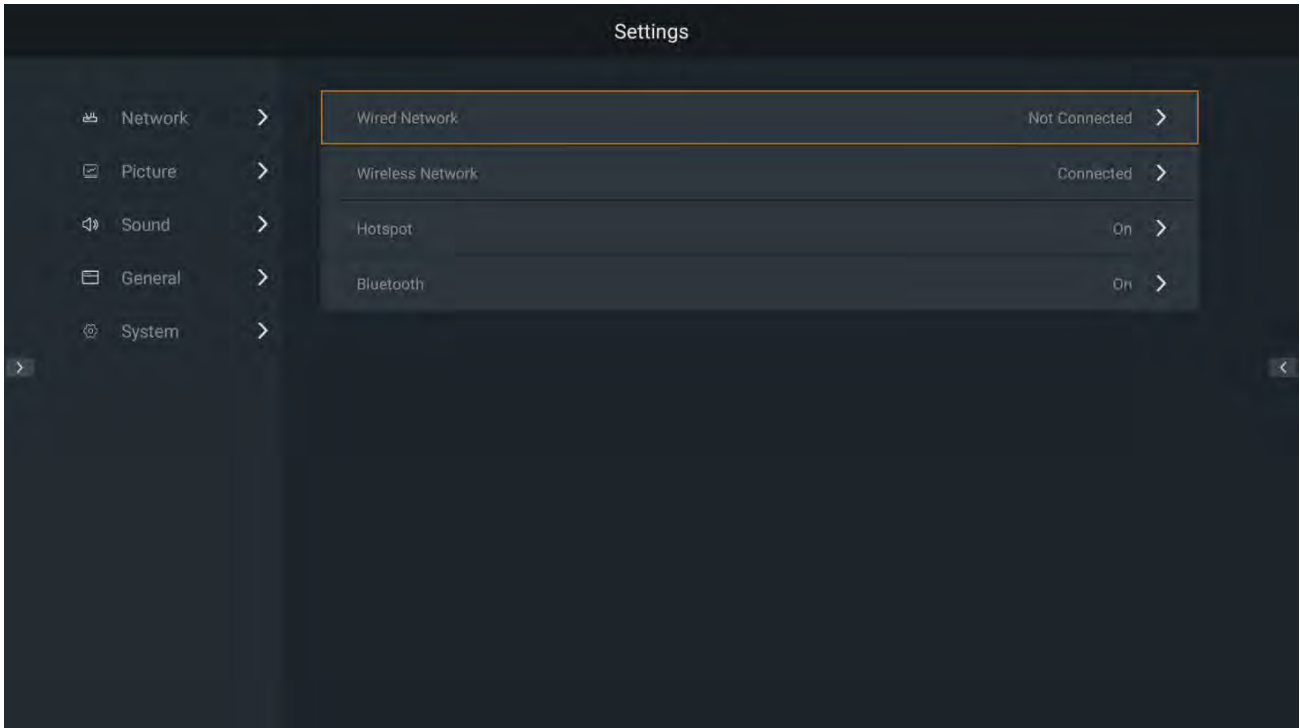 Settings
Network
Picture
Sound
General
System
Wired Network Not Connected
Wireless Network Connected
Hotspot On
Bluetooth On